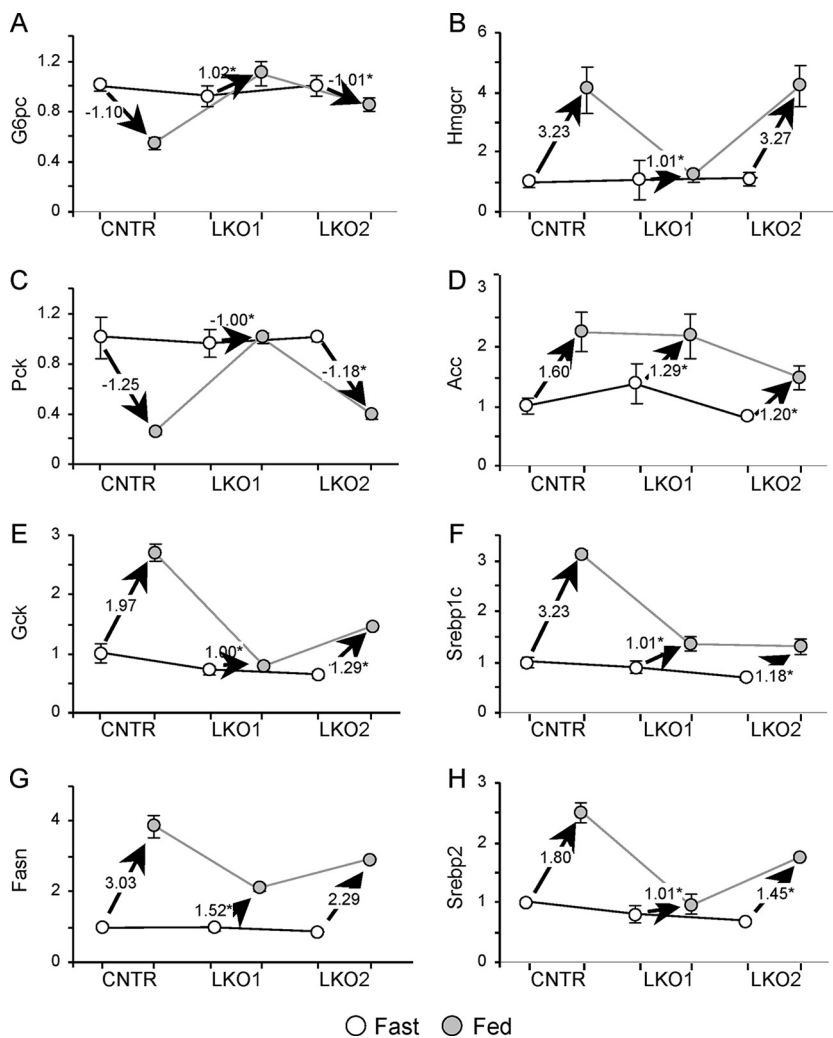 A
G6pc
1.2
0.8
0.4
0
-1.10
1.02*
-1.01*
CNTR LKO1 LKO2
B
Hmgcr
6
4
2
0
3.23
1.01*
3.27
CNTR LKO1 LKO2
C
Pck
1.2
0.8
0.4
0
-1.25
-1.00*
-1.18*
CNTR LKO1 LKO2
D
Acc
3
2
1
0
1.60
1.29*
1.20*
CNTR LKO1 LKO2
E
Gck
3
2
1
0
1.97
1.00*
1.29*
CNTR LKO1 LKO2
F
Srebp1c
3
2
1
0
3.23
1.01*
1.18*
CNTR LKO1 LKO2
G
Fasn
4
2
0
3.03
1.52*
2.29
CNTR LKO1 LKO2
H
Srebp2
3
2
1
0
1.80
1.01*
1.45*
CNTR LKO1 LKO2
Fast Fed